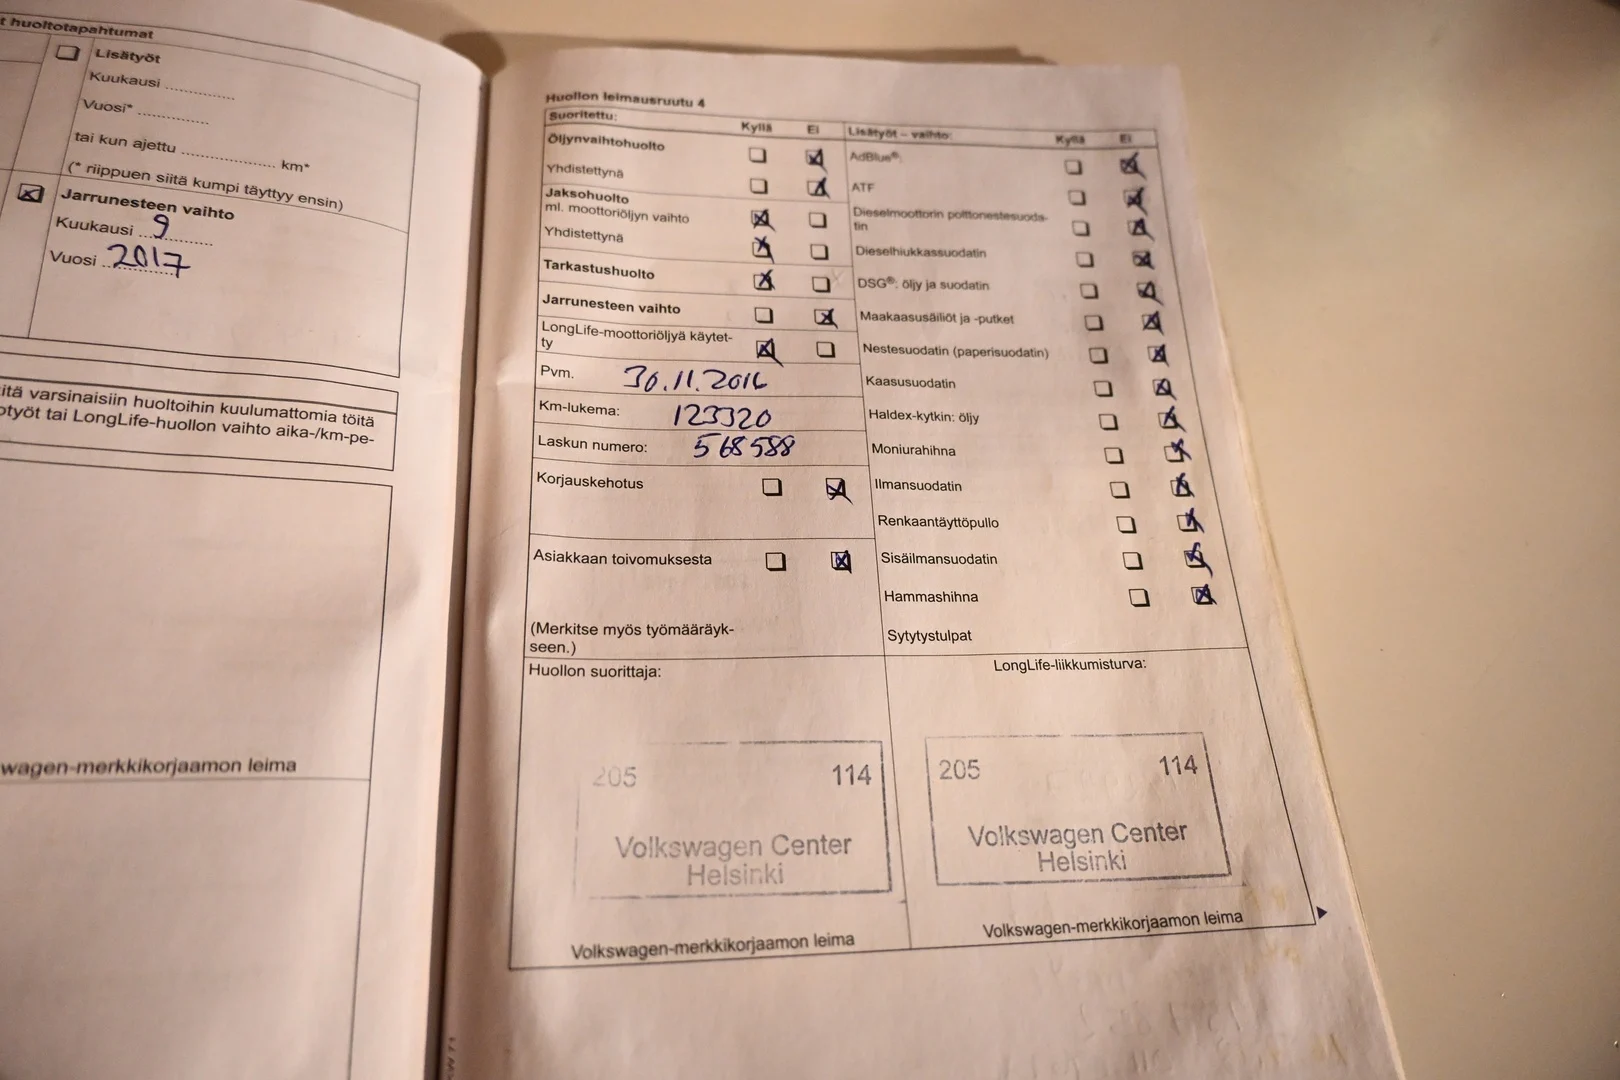 t huoltotapahtumat
Lisätyöt
Kuukausi
Vuosi*
tai kun ajettu km*
(* riippuen siitä kumpi täyttyy ensin)
Jarrunesteen vaihto
Kuukausi 9
Vuosi 2017
itä varsinaisiin huoltoihin kuulumattomia töitä
otyöt tai LongLife-huollon vaihto aika-/km-pe-
wagen-merkkikorjaamon leima
Huollon leimausruutu 4
Suoritettu: Kyllä Ei
Öljynvaihtohuolto
Yhdistettynä
Jaksohuolto
ml. moottoriöljyn vaihto
Yhdistettynä
Tarkastushuolto
Jarrunesteen vaihto
LongLife-moottoriöljyä käytet-
ty
Pvm. 30.11.2016
Km-lukema: 123320
Laskun numero: 568588
Korjauskehotus
Asiakkaan toivomuksesta
(Merkitse myös työmääräyk-
seen.)
Lisätyöt – vaihto: Kyllä Ei
AdBlue®:
ATF
Dieselmoottorin polttonestesuoda-
tin
Dieselhiukkassuodatin
DSG®: öljy ja suodatin
Maakaasusäiliöt ja -putket
Nestesuodatin (paperisuodatin)
Kaasusuodatin
Haldex-kytkin: öljy
Moniurahihna
Ilmansuodatin
Renkaantäyttöpullo
Sisäilmansuodatin
Hammashihna
Sytytystulpat
Huollon suorittaja:
205 114
Volkswagen Center
Helsinki
Volkswagen-merkkikorjaamon leima
LongLife-liikkumisturva:
205 114
Volkswagen Center
Helsinki
Volkswagen-merkkikorjaamon leima